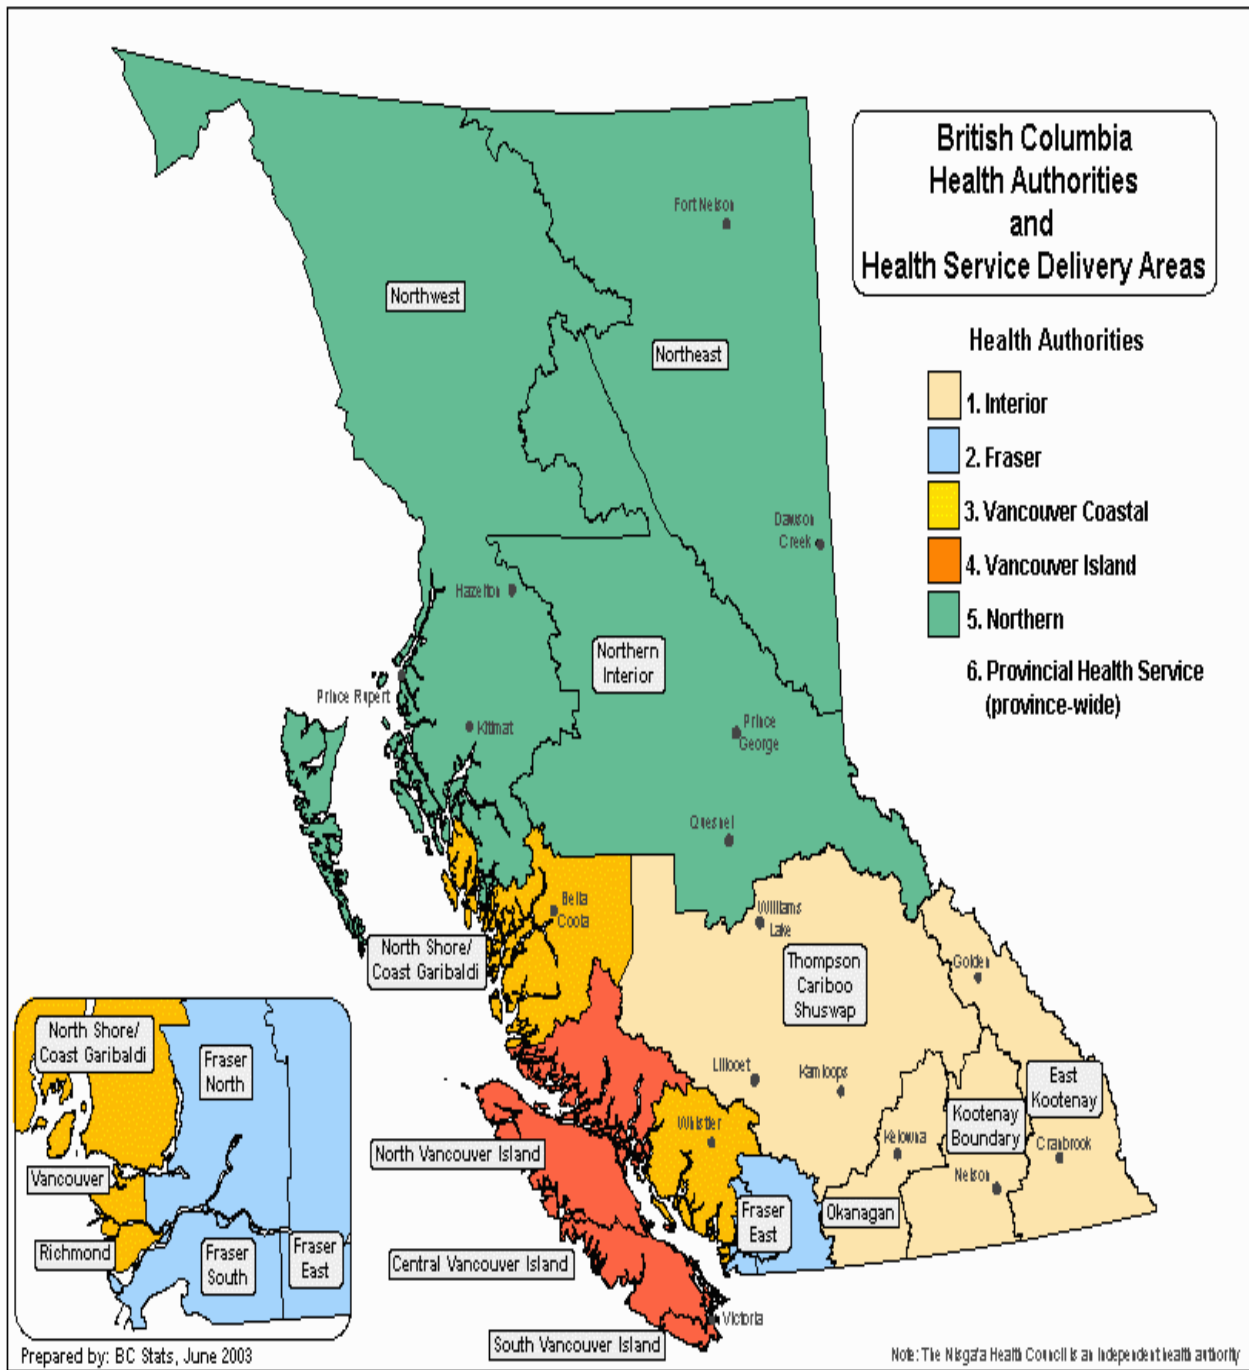 British Columbia
Health Authorities
and
Health Service Delivery Areas
Health Authorities
1. Interior
2. Fraser
3. Vancouver Coastal
4. Vancouver Island
5. Northern
6. Provincial Health Service
(province-wide)
Fort Nelson
Northwest
Northeast
Dawson
Creek
Hazelton
Northern
Interior
Prince Rupert
Kitimat
Prince
George
Quesnel
Bella
Coola
Williams
Lake
North Shore/
Coast Garibaldi
Thompson
Cariboo
Shuswap
Golden
Lillooet
Kamloops
East
Kootenay
Kootenay
Boundary
Whistler
Kelowna
Cranbrook
North Vancouver Island
Nelson
Fraser
East
Okanagan
Central Vancouver Island
Victoria
South Vancouver Island
North Shore/
Coast Garibaldi
Fraser
North
Vancouver
Richmond
Fraser
South
Fraser
East
Prepared by: BC Stats, June 2003
Note: The Nisga'a Health Council is an independent health authority